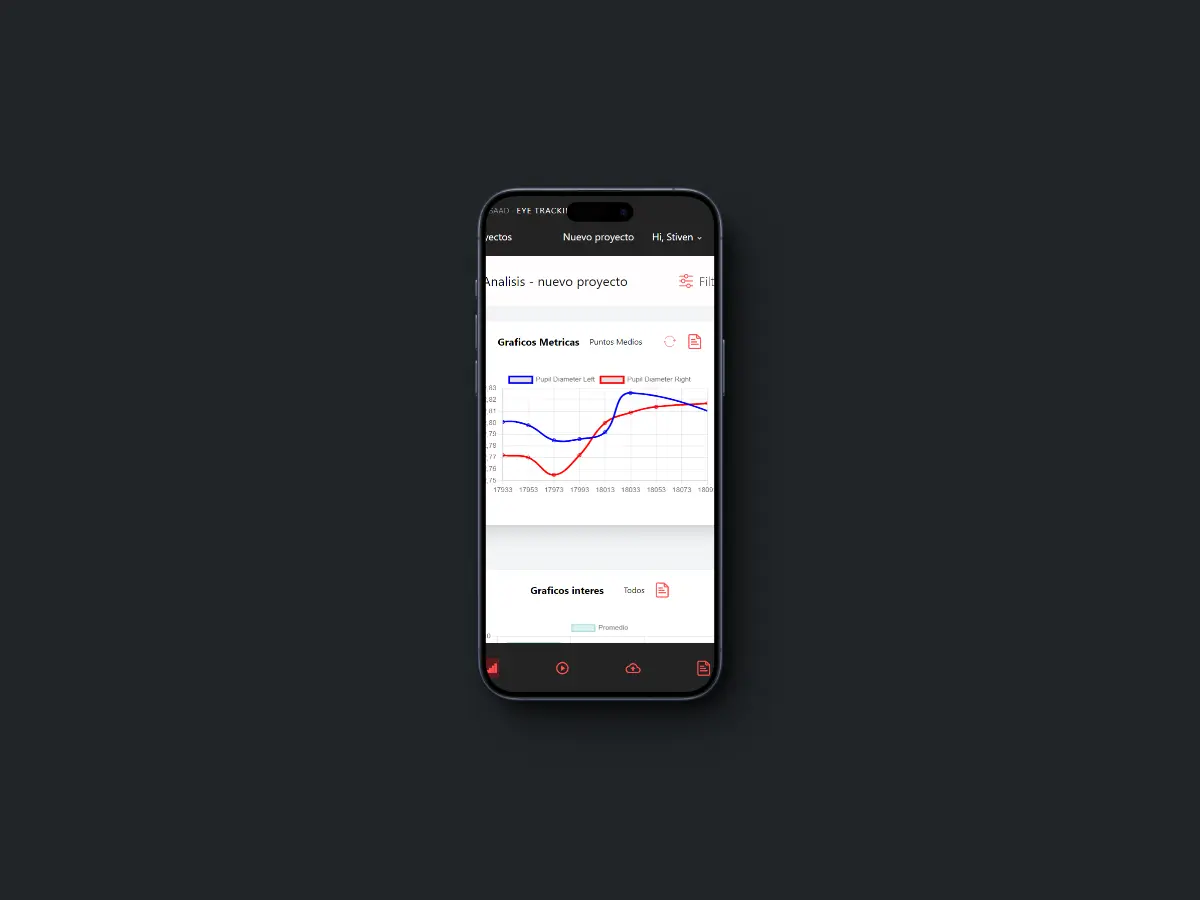 SAAD EYE TRACKI
yectos Nuevo proyecto Hi, Stiven
Analisis - nuevo proyecto Filt
Graficos Metricas Puntos Medios
Pupil Diameter Left Pupil Diameter Right
,83
,82
,81
,80
,79
,78
,77
,76
,75
17933 17953 17973 17993 18013 18033 18053 18073 1809
Graficos interes Todos
Promedio
0